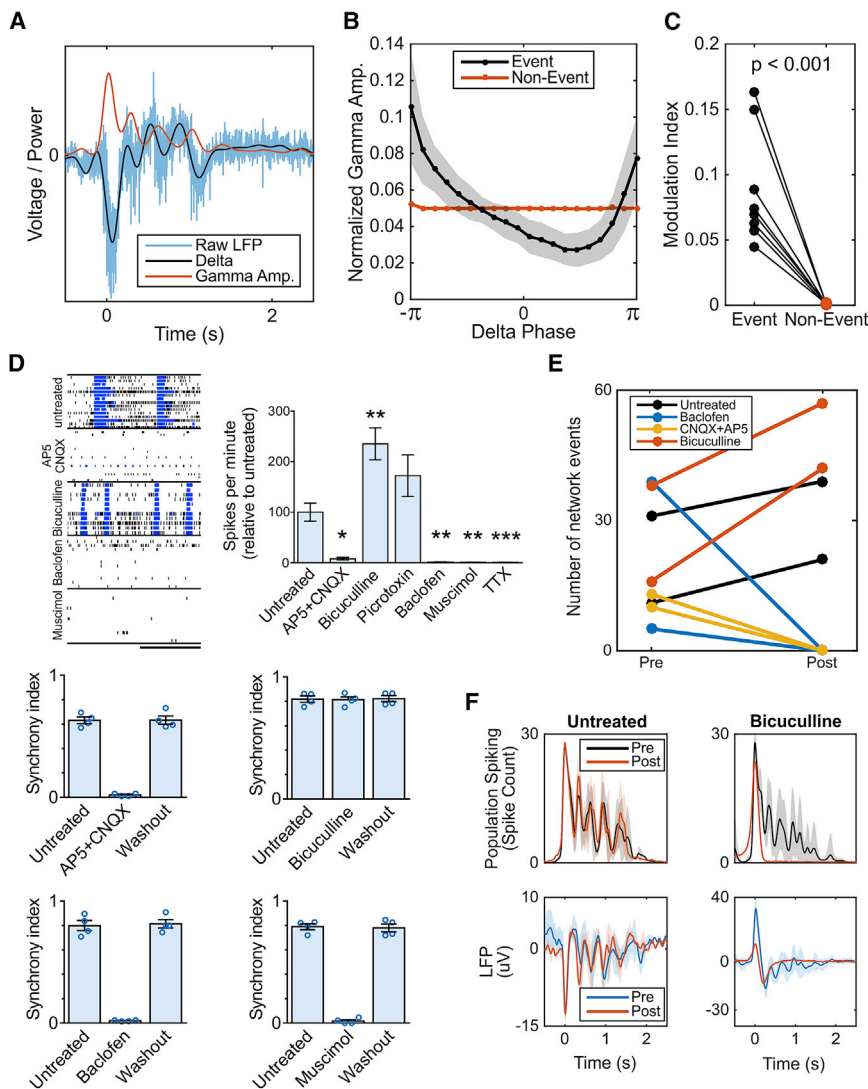 A
Voltage / Power
0
Raw LFP
Delta
Gamma Amp.
0
2
Time (s)
B
Normalized Gamma Amp.
0.14
0.12
0.10
0.08
0.06
0.04
0.02
0
Event
Non-Event
-π
0
π
Delta Phase
C
Modulation Index
0.2
0.15
0.1
0.05
0
p < 0.001
Event
Non-Event
D
untreated
AP5
CNQX
Bicuculline
Baclofen
Muscimol
Spikes per minute
(relative to untreated)
300
200
100
0
*
**
**
**
***
Untreated
AP5+CNQX
Bicuculline
Picrotoxin
Baclofen
Muscimol
TTX
E
Number of network events
60
30
0
Untreated
Baclofen
CNQX+AP5
Bicuculline
Pre
Post
Synchrony index
1
0
Untreated
AP5+CNQX
Washout
Synchrony index
1
0
Untreated
Bicuculline
Washout
Synchrony index
1
0
Untreated
Baclofen
Washout
Synchrony index
1
0
Untreated
Muscimol
Washout
F
Untreated
Population Spiking
(Spike Count)
30
0
Pre
Post
Bicuculline
30
0
LFP
(uV)
10
0
-15
Pre
Post
0
1
2
Time (s)
40
0
-40
0
1
2
Time (s)